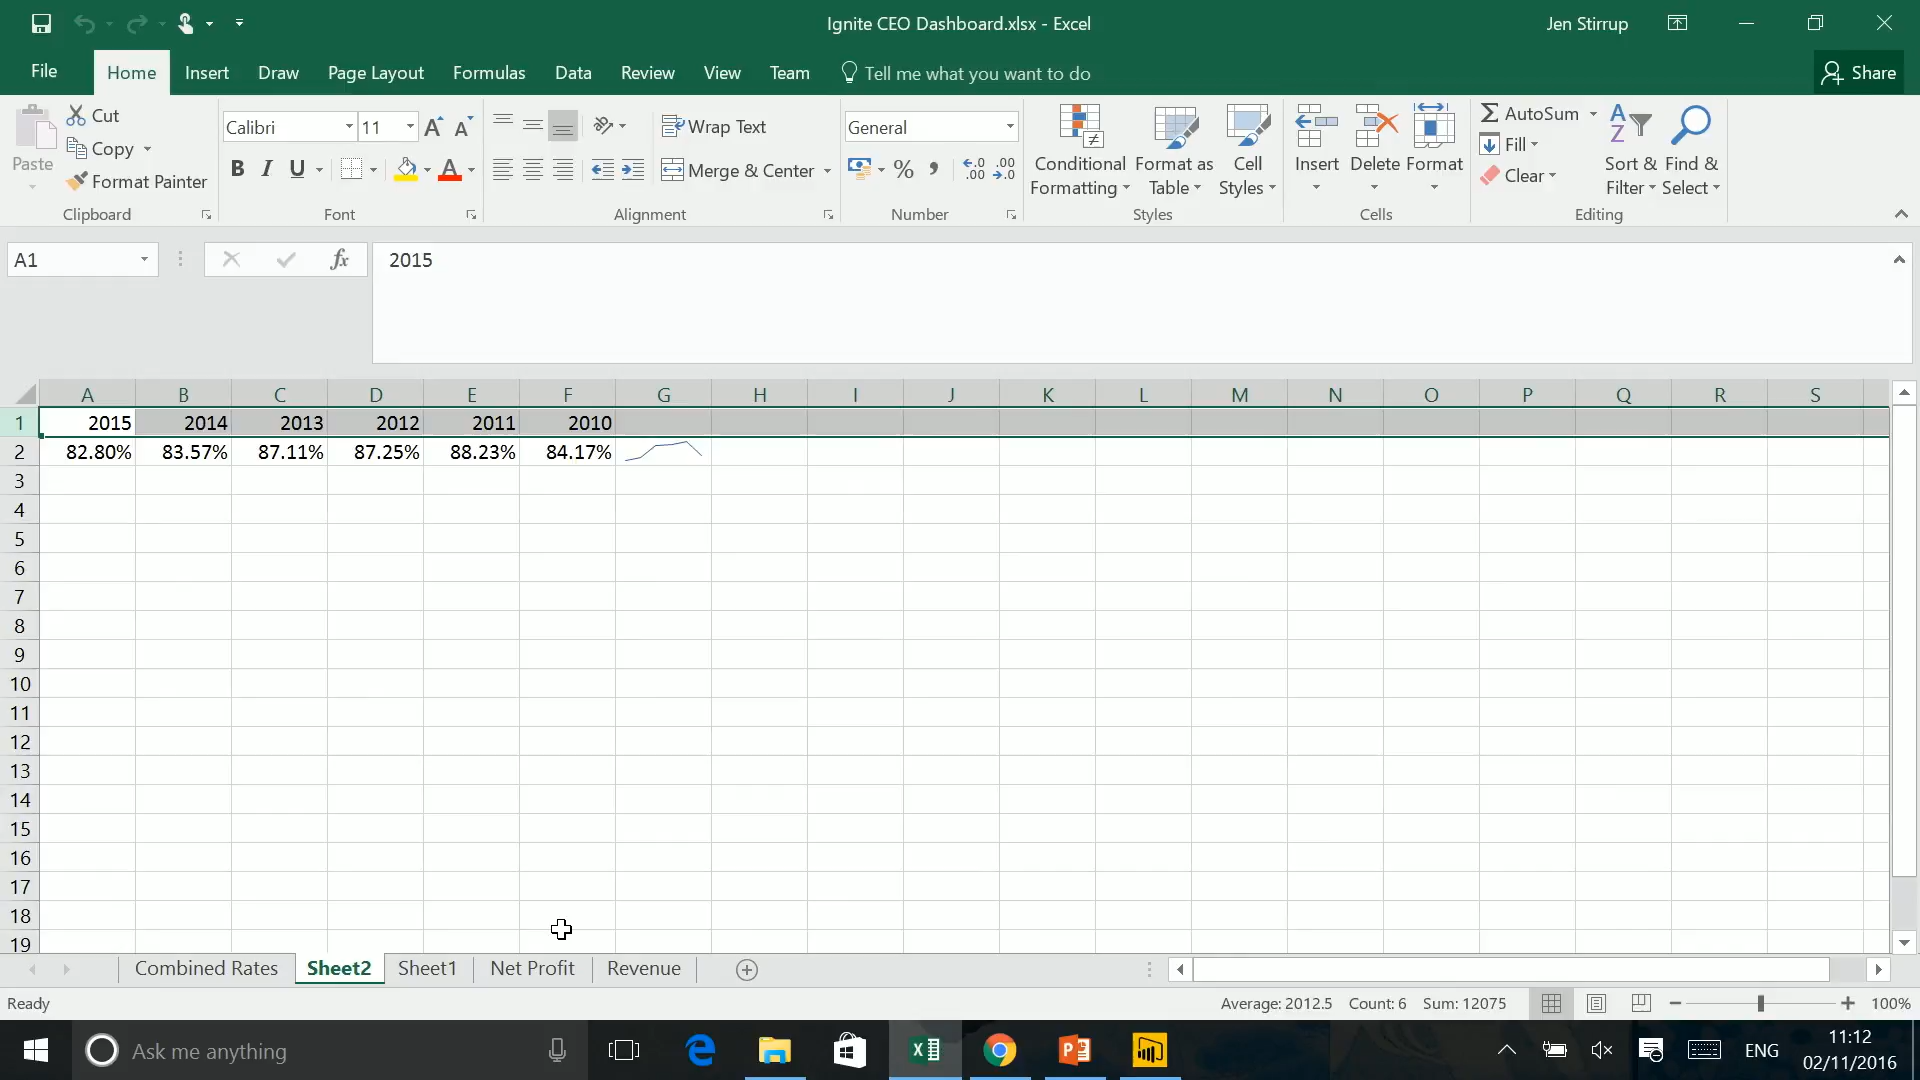 Ignite CEO Dashboard.xlsx - Excel
Jen Stirrup
File Home Insert Draw Page Layout Formulas Data Review View Team Tell me what you want to do Share
Paste
Cut
Copy
Format Painter
Clipboard
Calibri 11 A A
B I U A
Font
Wrap Text
Merge & Center
Alignment
General
% ,
.0 .00
.00 .0
Number
Conditional Formatting
Format as Table
Cell Styles
Styles
Insert Delete Format
Cells
AutoSum
Fill
Clear
Sort & Filter
Find & Select
Editing
A1 fx 2015
A B C D E F G H I J K L M N O P Q R S
1 2015 2014 2013 2012 2011 2010
2 82.80% 83.57% 87.11% 87.25% 88.23% 84.17%
3
4
5
6
7
8
9
10
11
12
13
14
15
16
17
18
19
Combined Rates Sheet2 Sheet1 Net Profit Revenue
Ready Average: 2012.5 Count: 6 Sum: 12075 100%
Ask me anything ENG 11:12
02/11/2016